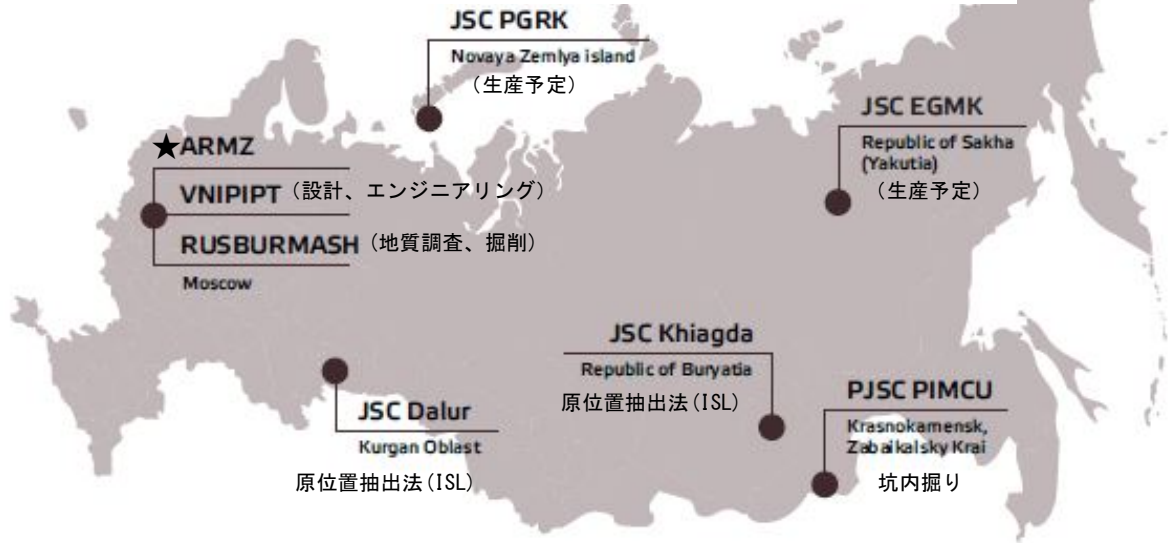 JSC PGRK
Novaya Zemlya island
(生産予定)
JSC EGMK
Republic of Sakha
(Yakutia)
(生産予定)
★ARMZ
VNIPIPT (設計、エンジニアリング)
RUSBURMASH (地質調査、掘削)
Moscow
JSC Khiagda
Republic of Buryatia
原位置抽出法(ISL)
PJSC PIMCU
Krasnokamensk,
Zabaikalsky Krai
坑内掘り
JSC Dalur
Kurgan Oblast
原位置抽出法(ISL)